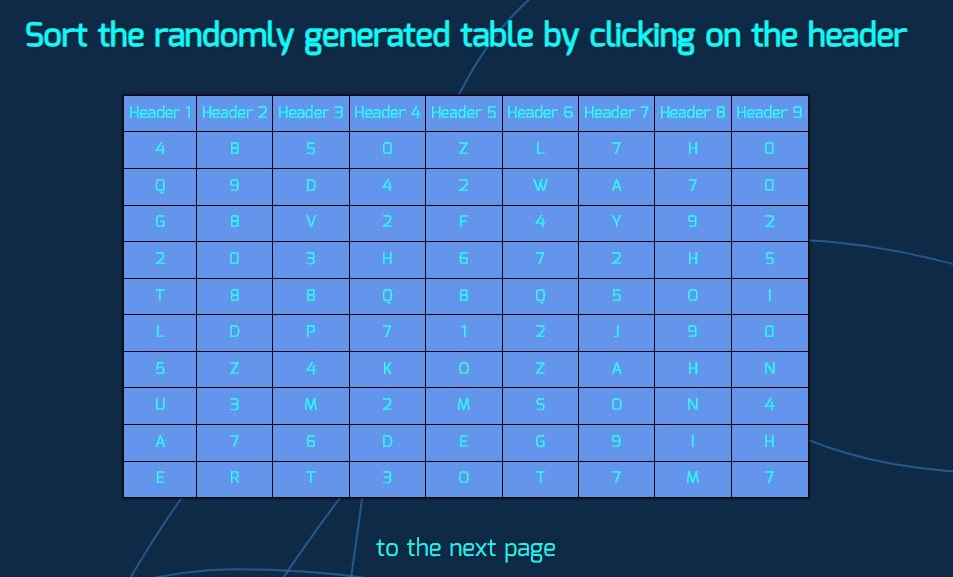 Sort the randomly generated table by clicking on the header
Header 1 Header 2 Header 3 Header 4 Header 5 Header 6 Header 7 Header 8 Header 9
4 B 5 0 Z L 7 H 0
Q 9 D 4 2 W A 7 0
G 8 V 2 F 4 Y 9 2
2 0 3 H 6 7 2 H 5
T 8 8 Q 8 Q 5 O I
L D P 7 1 2 J 9 0
5 Z 4 K O Z A H N
U 3 M 2 M S O N 4
A 7 6 D E G 9 I H
E R T 3 O T 7 M 7
to the next page